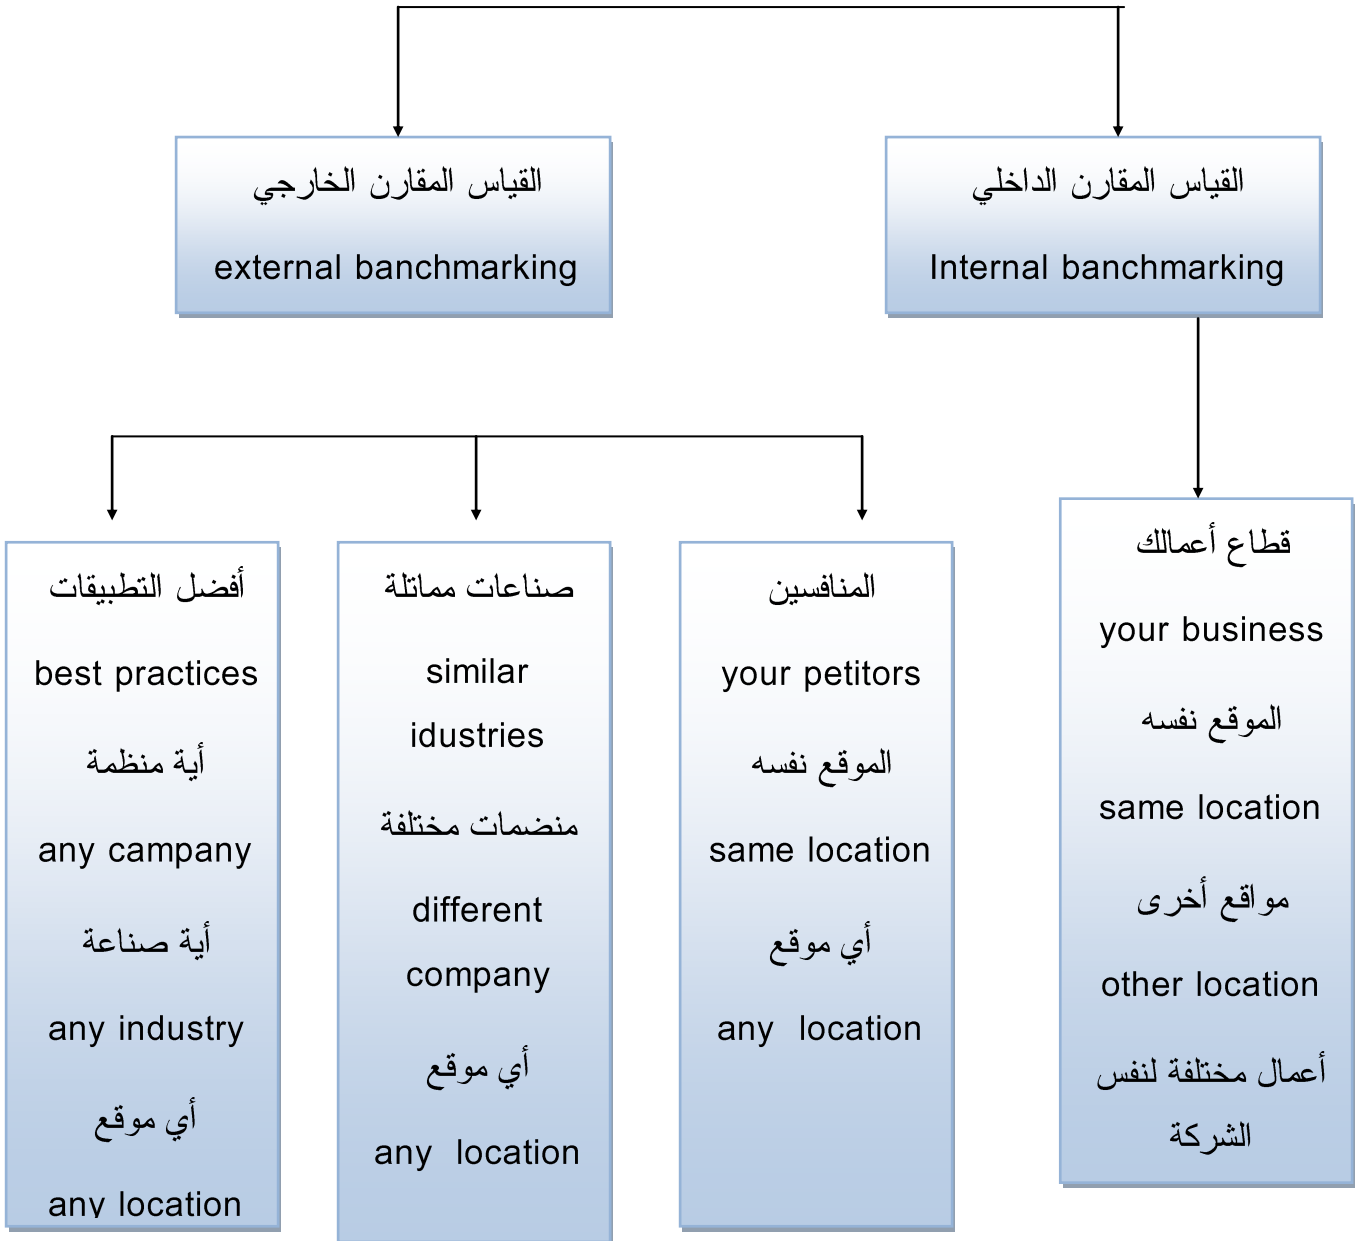 القياس المقارن الداخلي
Internal banchmarking
القياس المقارن الخارجي
external banchmarking
قطاع أعمالك
your business
الموقع نفسه
same location
مواقع أخرى
other location
أعمال مختلفة لنفس
الشركة
المنافسين
your petitors
الموقع نفسه
same location
أي موقع
any location
صناعات مماتلة
similar
idustries
منضمات مختلفة
different
company
أي موقع
any location
أفضل التطبيقات
best practices
أية منظمة
any campany
أية صناعة
any industry
أي موقع
any location